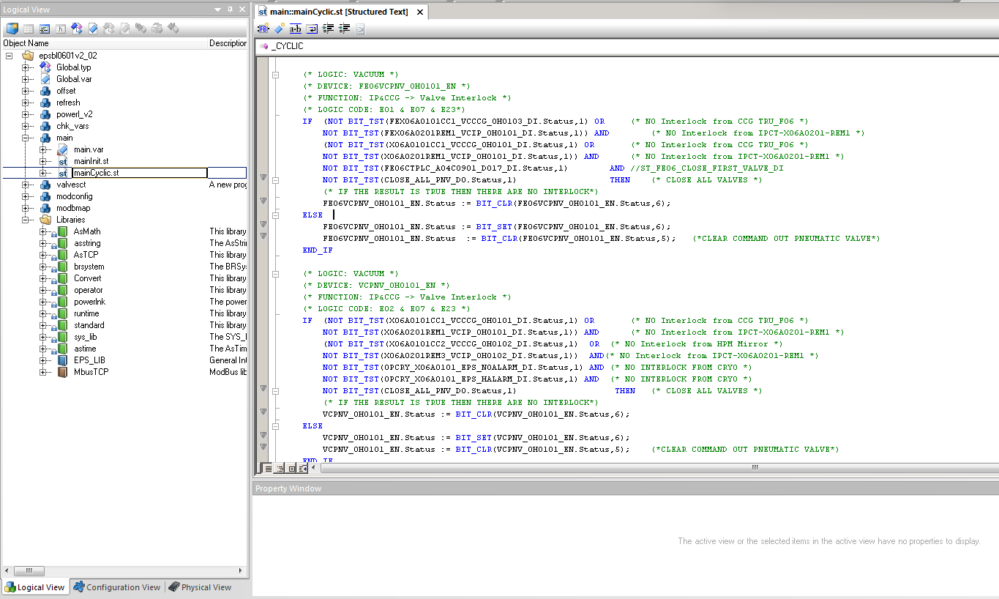 Logical View
Object Name Description
epsbl0601v2_02
Global.typ
Global.var
offset
refresh
powerl_v2
chk_vars
main
main.var
mainInit.st
mainCyclic.st
valvesct A new prog
modconfig
modbmap
Libraries
AsMath This library
asstring The AsStrin
AsTCP This library
brsystem The BRSys
Convert This library
operator This library
powerlnk The power
runtime This library
standard This library
sys_lib The SYS_L
astime The AsTim
EPS_LIB General Int
MbusTCP ModBus lib
Logical View Configuration View Physical View
main::mainCyclic.st [Structured Text]
_CYCLIC
(* LOGIC: VACUUM *)
(* DEVICE: FE06VCPNV_OH0101_EN *)
(* FUNCTION: IP&CCG -> Valve Interlock *)
(* LOGIC CODE: E01 & E07 & E23*)
IF (NOT BIT_TST(FEX06A0101CC1_VCCCG_OH0103_DI.Status,1) OR (* NO Interlock from CCG TRU_F06 *)
NOT BIT_TST(FEX06A0201REM1_VCIP_OH0101_DI.Status,1)) AND (* NO Interlock from IPCT-X06A0201-REM1 *)
(NOT BIT_TST(X06A0101CC1_VCCCG_OH0101_DI.Status,1) OR (* NO Interlock from CCG TRU_F06 *)
NOT BIT_TST(X06A0201REM1_VCIP_OH0101_DI.Status,1)) AND (* NO Interlock from IPCT-X06A0201-REM1 *)
NOT BIT_TST(FE06CTPLC_A04C0901_DO17_DI.Status,1) AND //ST_FE06_CLOSE_FIRST_VALVE_DI
NOT BIT_TST(CLOSE_ALL_PNV_DO.Status,1) THEN (* CLOSE ALL VALVES *)
(* IF THE RESULT IS TRUE THEN THERE ARE NO INTERLOCK*)
FE06VCPNV_OH0101_EN.Status := BIT_CLR(FE06VCPNV_OH0101_EN.Status,6);
ELSE
FE06VCPNV_OH0101_EN.Status := BIT_SET(FE06VCPNV_OH0101_EN.Status,6);
FE06VCPNV_OH0101_EN.Status := BIT_CLR(FE06VCPNV_OH0101_EN.Status,5); (*CLEAR COMMAND OUT PNEUMATIC VALVE*)
END_IF
(* LOGIC: VACUUM *)
(* DEVICE: VCPNV_OH0101_EN *)
(* FUNCTION: IP&CCG -> Valve Interlock *)
(* LOGIC CODE: E02 & E07 & E23 *)
IF (NOT BIT_TST(X06A0101CC1_VCCCG_OH0101_DI.Status,1) OR (* NO Interlock from CCG TRU_F06 *)
NOT BIT_TST(X06A0201REM1_VCIP_OH0101_DI.Status,1)) AND (* NO Interlock from IPCT-X06A0201-REM1 *)
(NOT BIT_TST(X06A0101CC2_VCCCG_OH0102_DI.Status,1) OR (* NO Interlock from HPM Mirror *)
NOT BIT_TST(X06A0201REM3_VCIP_OH0102_DI.Status,1)) AND(* NO Interlock from IPCT-X06A0201-REM1 *)
NOT BIT_TST(OPCRY_X06A0101_EPS_NOALARM_DI.Status,1) AND (* NO INTERLOCK FROM CRYO *)
NOT BIT_TST(OPCRY_X06A0101_EPS_HALARM_DI.Status,1) AND (* NO INTERLOCK FROM CRYO *)
NOT BIT_TST(CLOSE_ALL_PNV_DO.Status,1) THEN (* CLOSE ALL VALVES *)
(* IF THE RESULT IS TRUE THEN THERE ARE NO INTERLOCK*)
VCPNV_OH0101_EN.Status := BIT_CLR(VCPNV_OH0101_EN.Status,6);
ELSE
VCPNV_OH0101_EN.Status := BIT_SET(VCPNV_OH0101_EN.Status,6);
VCPNV_OH0101_EN.Status := BIT_CLR(VCPNV_OH0101_EN.Status,5); (*CLEAR COMMAND OUT PNEUMATIC VALVE*)
END_IF
Property Window
The active view or the selected items in the active view have no properties to display.